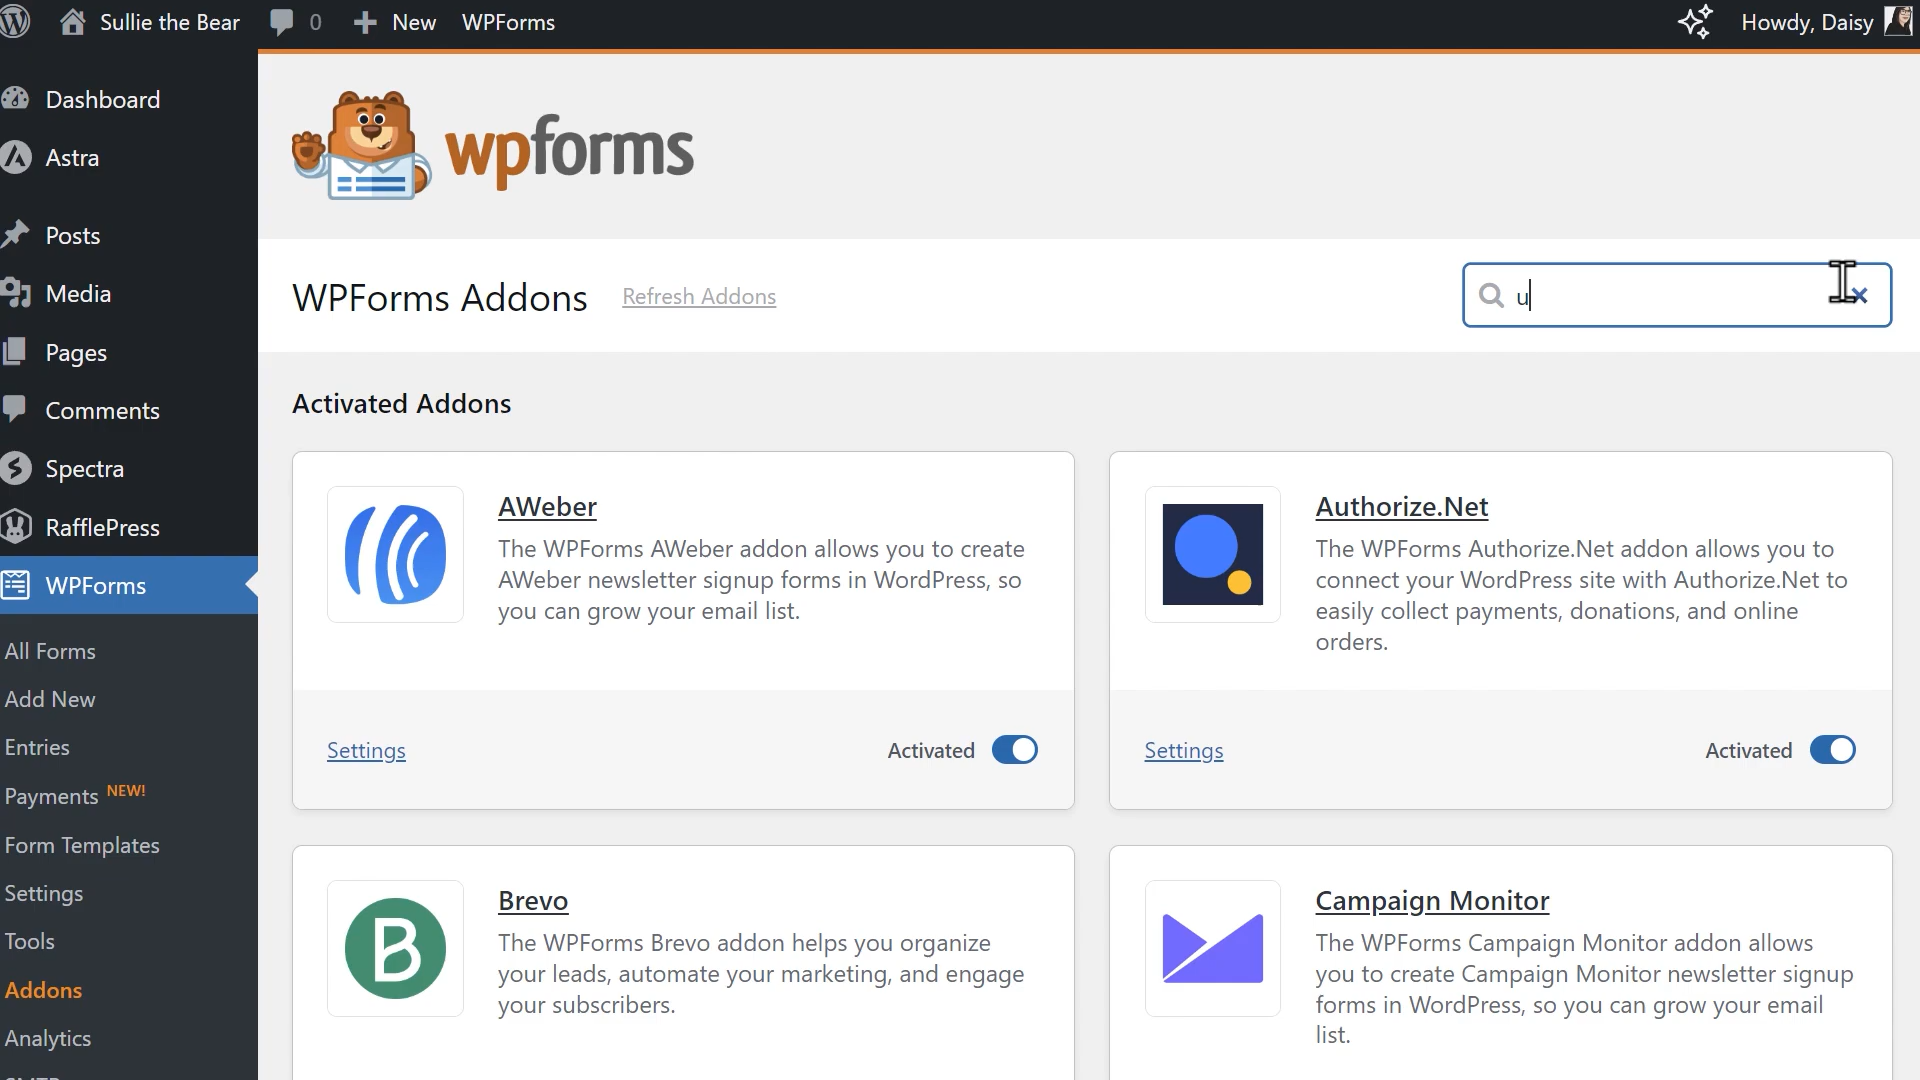 Sullie the Bear 0 New WPForms Howdy, Daisy
Dashboard
Astra
Posts
Media
Pages
Comments
Spectra
RafflePress
WPForms
All Forms
Add New
Entries
Payments NEW!
Form Templates
Settings
Tools
Addons
Analytics
wpforms
WPForms Addons Refresh Addons u
Activated Addons
AWeber
The WPForms AWeber addon allows you to create
AWeber newsletter signup forms in WordPress, so
you can grow your email list.
Settings Activated
Authorize.Net
The WPForms Authorize.Net addon allows you to
connect your WordPress site with Authorize.Net to
easily collect payments, donations, and online
orders.
Settings Activated
Brevo
The WPForms Brevo addon helps you organize
your leads, automate your marketing, and engage
your subscribers.
Campaign Monitor
The WPForms Campaign Monitor addon allows
you to create Campaign Monitor newsletter signup
forms in WordPress, so you can grow your email
list.